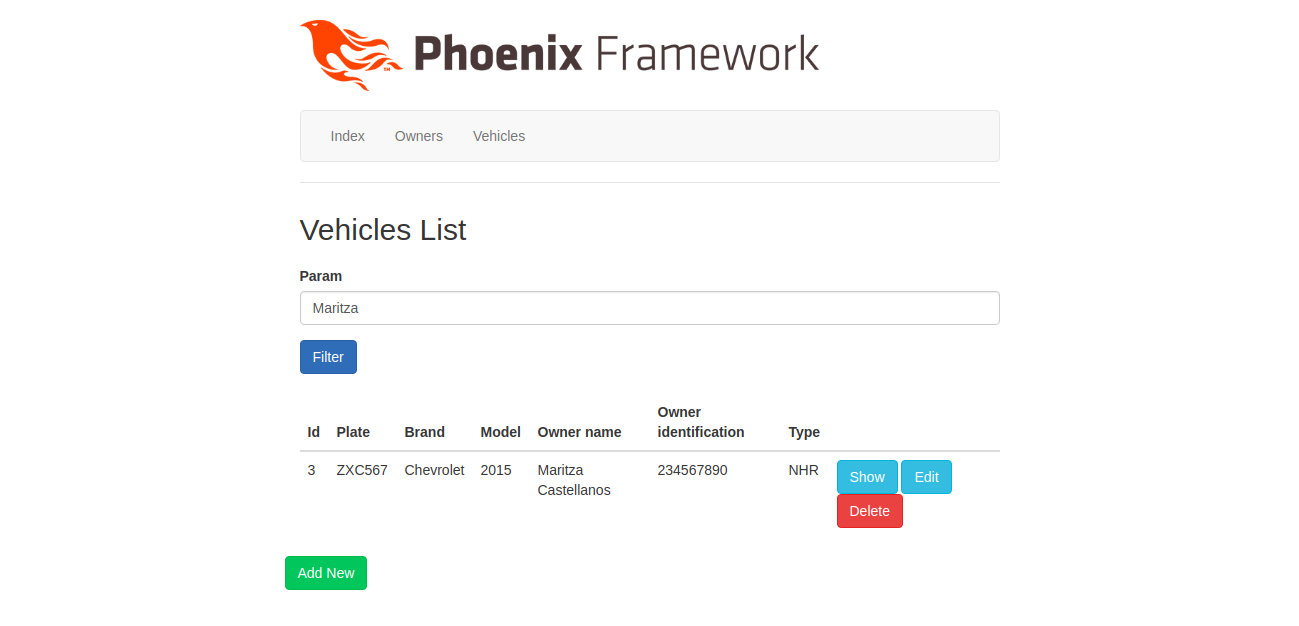 Phoenix Framework
Index Owners Vehicles
Vehicles List
Param
Maritza
Filter
Owner
Id Plate Brand Model Owner name identification Type
3 ZXC567 Chevrolet 2015 Maritza 234567890 NHR Show Edit
Castellanos
Delete
Add New